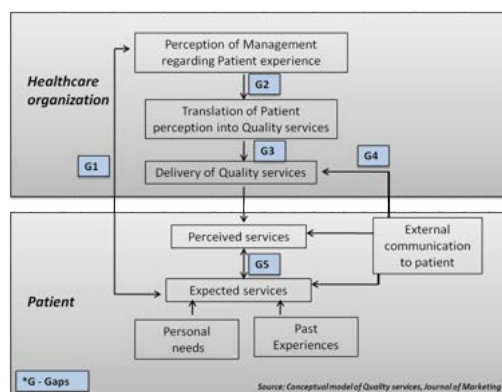 Perception of Management
regarding Patient experience
Healthcare
organization
G2
Translation of Patient
perception into Quality services
G3
G4
G1
Delivery of Quality services
Perceived services
External
communication
to patient
G5
Expected services
Patient
Personal
needs
Past
Experiences
*G - Gaps
Source: Conceptual model of Quality services, Journal of Marketing